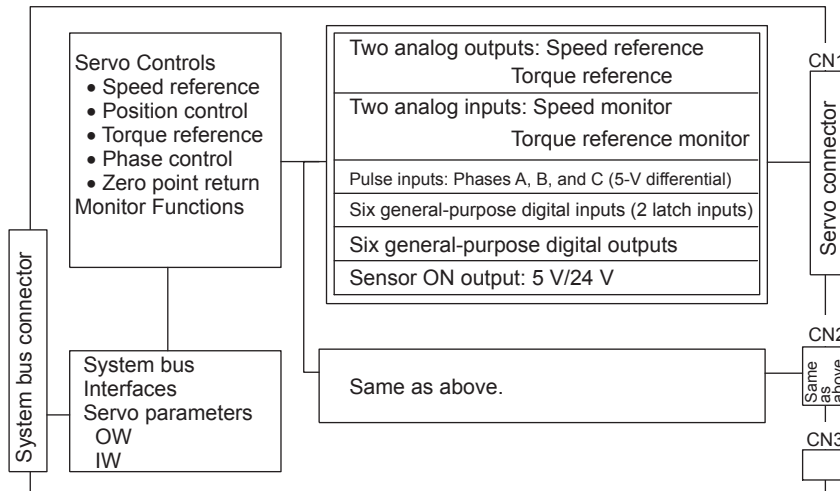 Servo Controls
• Speed reference
• Position control
• Torque reference
• Phase control
• Zero point return
Monitor Functions
Two analog outputs: Speed reference
Torque reference
Two analog inputs: Speed monitor
Torque reference monitor
Pulse inputs: Phases A, B, and C (5-V differential)
Six general-purpose digital inputs (2 latch inputs)
Six general-purpose digital outputs
Sensor ON output: 5 V/24 V
CN1
Servo connector
System bus connector
System bus
Interfaces
Servo parameters
OW
IW
Same as above.
CN2
Same
as
above
CN3